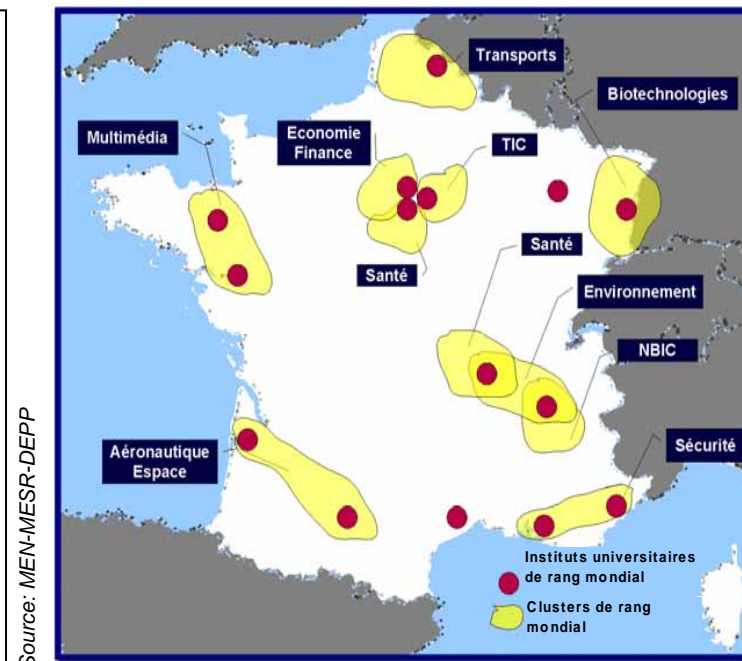 Transports
Biotechnologies
Multimédia
Economie
Finance
TIC
Santé
Santé
Environnement
NBIC
Aéronautique
Espace
Sécurité
Instituts universitaires
de rang mondial
Clusters de rang
mondial
Source: MEN-MESR-DEPP